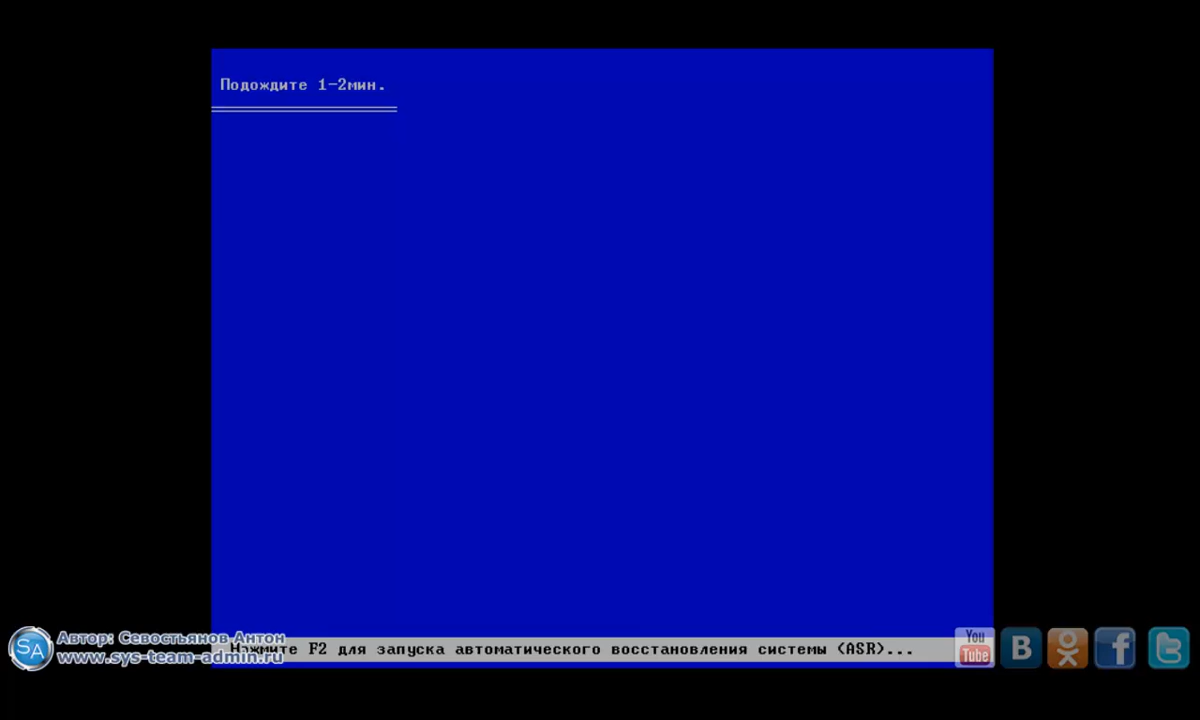 Подождите 1-2мин.
Нажмите F2 для запуска автоматического восстановления системы (ASR)...
SA
Автор: Севостьянов Антон
www.sys-team-admin.ru
You
Tube
B
f
t